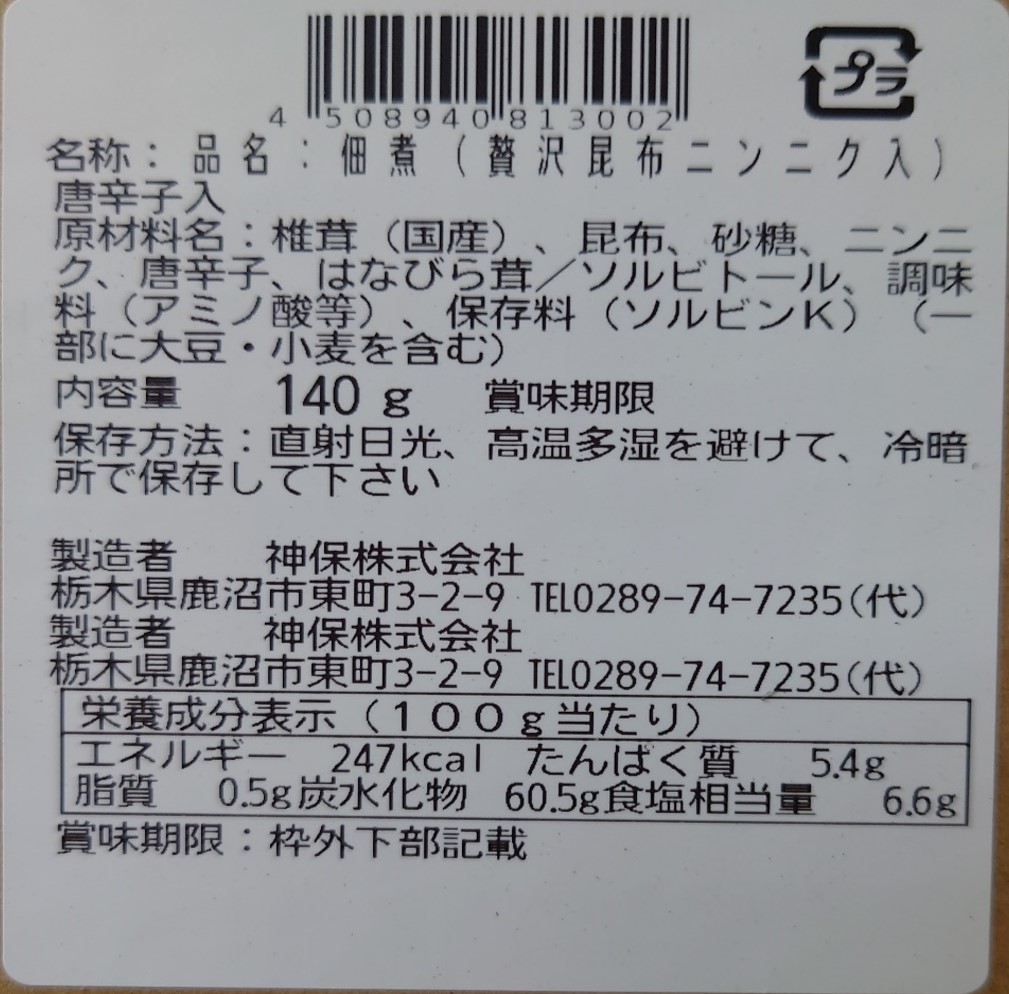 プラ
4 508940 813002
名称：品名：佃煮（贅沢昆布ニンニク入）
唐辛子入
原材料名：椎茸（国産）、昆布、砂糖、ニンニ
ク、唐辛子、はなびら茸／ソルビトール、調味
料（アミノ酸等）、保存料（ソルビンK）（一
部に大豆・小麦を含む）
内容量　140ｇ　賞味期限
保存方法：直射日光、高温多湿を避けて、冷暗
所で保存して下さい
製造者　神保株式会社
栃木県鹿沼市東町3-2-9 TEL0289-74-7235(代)
製造者　神保株式会社
栃木県鹿沼市東町3-2-9 TEL0289-74-7235(代)
栄養成分表示（１００ｇ当たり）
エネルギー　247kcal　たんぱく質　5.4g
脂質　0.5g炭水化物　60.5g食塩相当量　6.6g
賞味期限：枠外下部記載